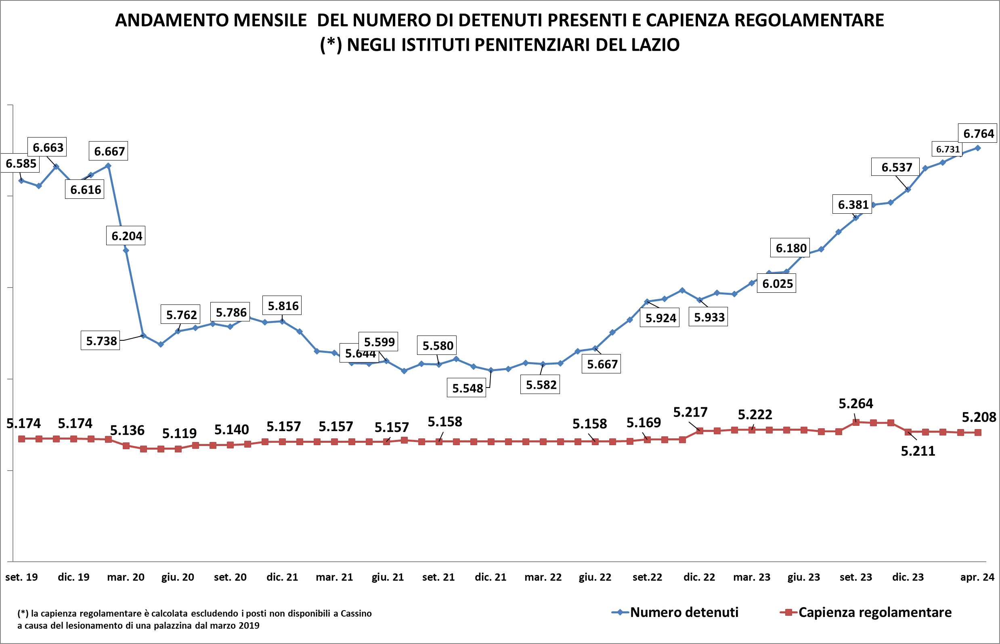 ANDAMENTO MENSILE DEL NUMERO DI DETENUTI PRESENTI E CAPIENZA REGOLAMENTARE
(*) NEGLI ISTITUTI PENITENZIARI DEL LAZIO
6.585
6.663
6.616
6.667
6.204
5.738
5.762
5.786
5.816
5.644
5.599
5.580
5.548
5.582
5.667
5.924
5.933
6.025
6.180
6.381
6.537
6.731
6.764
5.174
5.174
5.136
5.119
5.140
5.157
5.157
5.157
5.158
5.158
5.169
5.217
5.222
5.264
5.211
5.208
set. 19
dic. 19
mar. 20
giu. 20
set. 20
dic. 21
mar. 21
giu. 21
set. 21
dic. 21
mar. 22
giu. 22
set.22
dic. 22
mar. 23
giu. 23
set. 23
dic. 23
apr. 24
Numero detenuti
Capienza regolamentare
(*) la capienza regolamentare è calcolata escludendo i posti non disponibili a Cassino
a causa del lesionamento di una palazzina dal marzo 2019